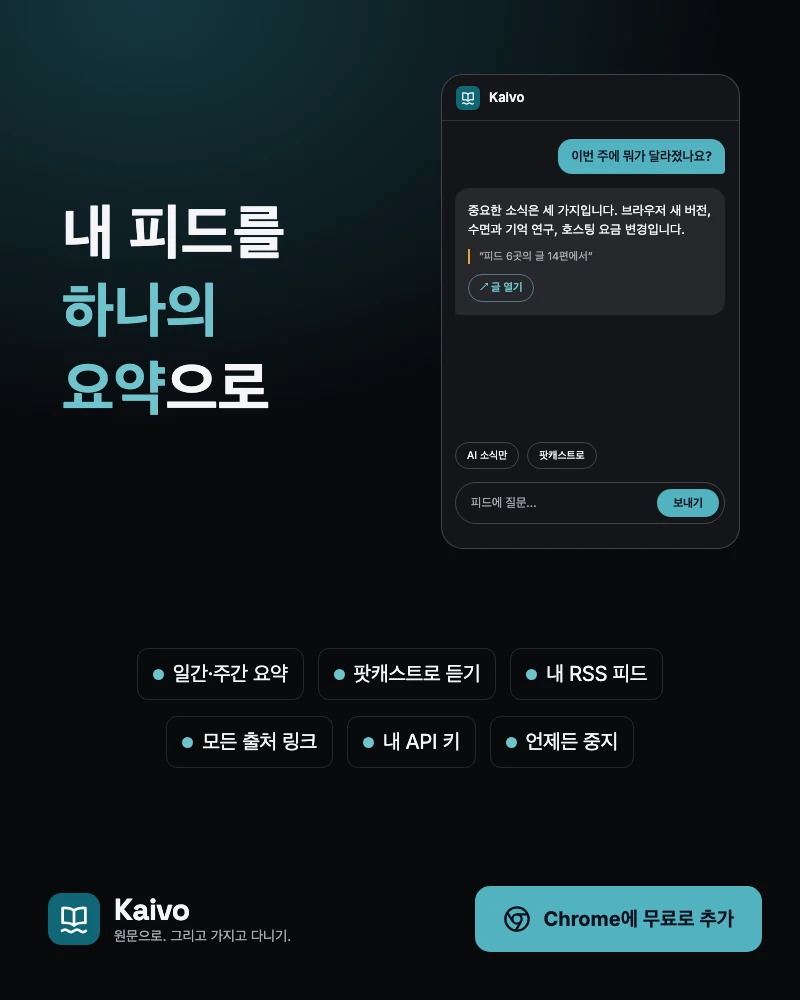 내 피드를
하나의
요약으로
Kaivo
이번 주에 뭐가 달라졌나요?
중요한 소식은 세 가지입니다. 브라우저 새 버전,
수면과 기억 연구, 호스팅 요금 변경입니다.
"피드 6곳의 글 14편에서"
↗ 글 열기
AI 소식만
팟캐스트로
피드에 질문...
보내기
일간·주간 요약
팟캐스트로 듣기
내 RSS 피드
모든 출처 링크
내 API 키
언제든 중지
Kaivo
원문으로. 그리고 가지고 다니기.
Chrome에 무료로 추가